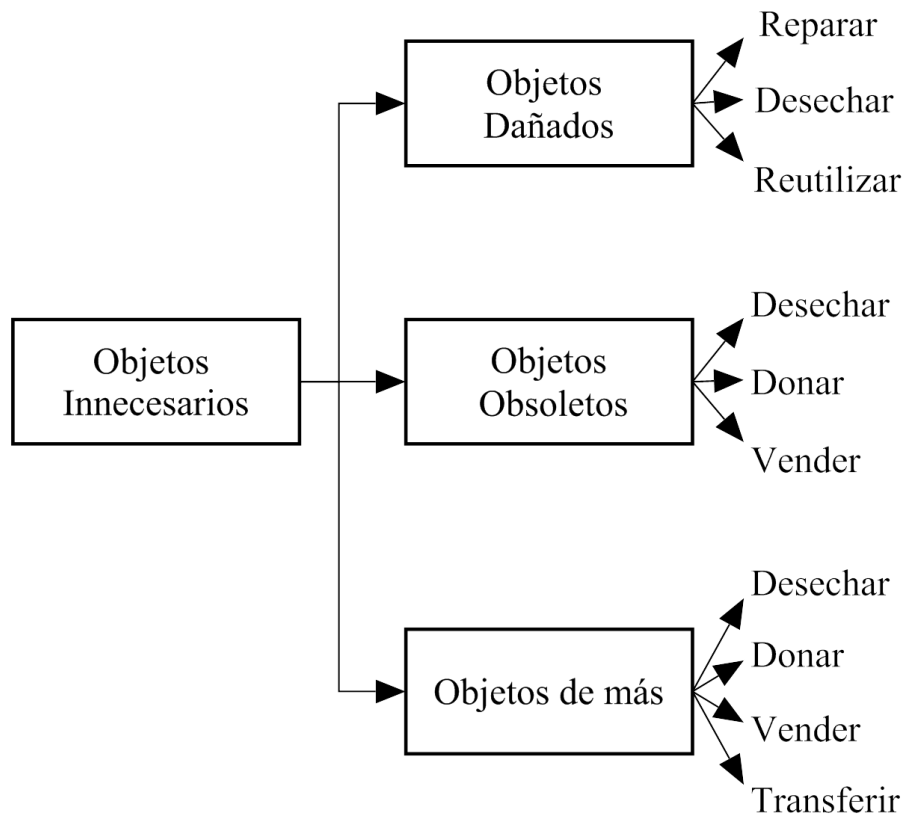 Objetos
Innecesarios
Objetos
Dañados
Reparar
Desechar
Reutilizar
Objetos
Obsoletos
Desechar
Donar
Vender
Objetos de más
Desechar
Donar
Vender
Transferir